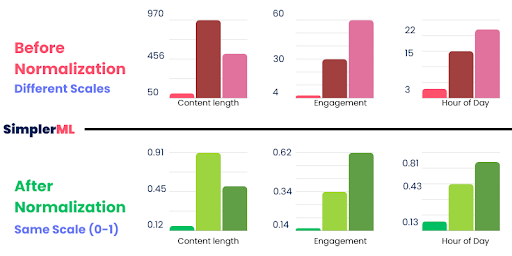 970
456
50
Content length
60
30
4
Engagement
22
15
3
Hour of Day
Before
Normalization
Different Scales
SimplerML
0.91
0.45
0.12
Content length
0.62
0.34
0.14
Engagement
0.81
0.43
0.13
Hour of Day
After
Normalization
Same Scale (0-1)